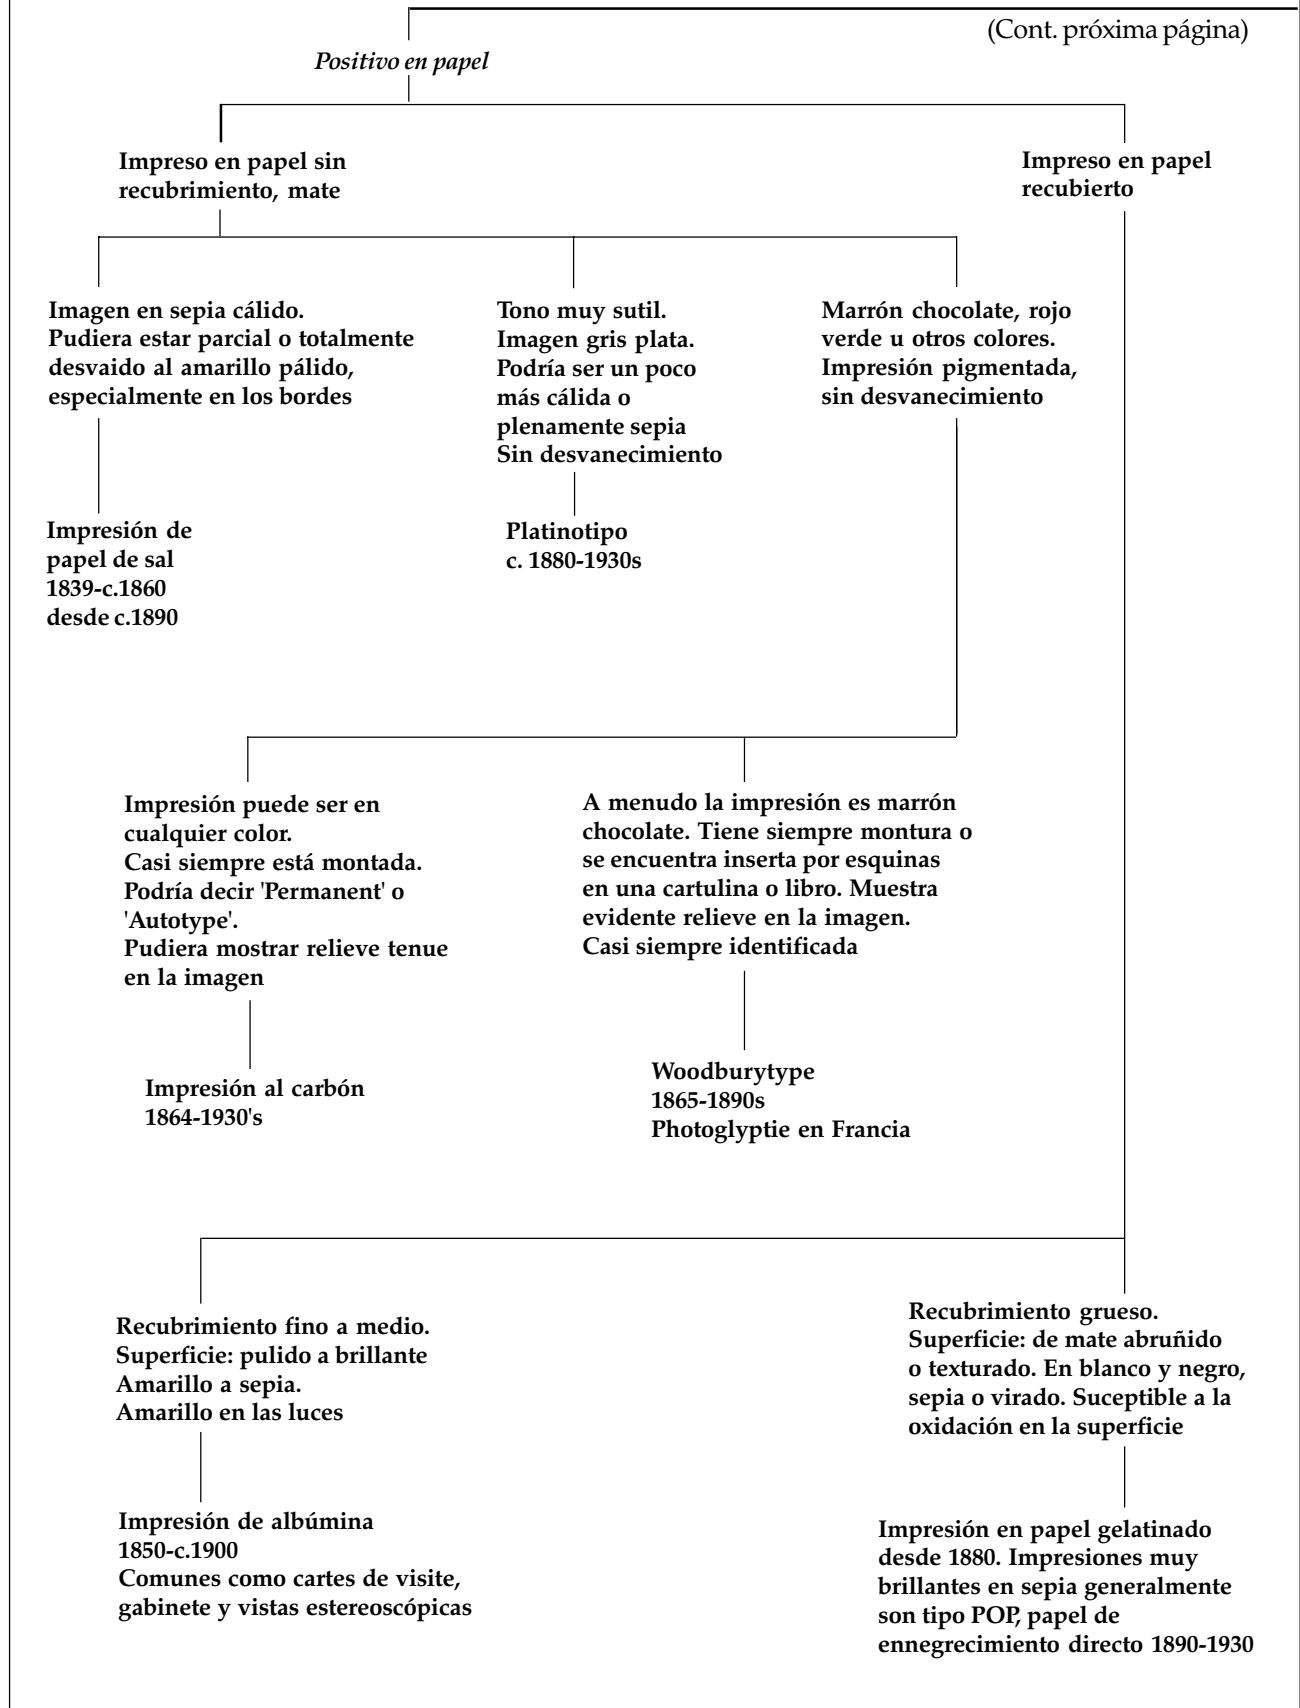 (Cont. próxima página)
Positivo en papel
Impreso en papel sin
recubrimiento, mate
Impreso en papel
recubierto
Imagen en sepia cálido.
Pudiera estar parcial o totalmente
desvaido al amarillo pálido,
especialmente en los bordes
Tono muy sutil.
Imagen gris plata.
Podría ser un poco
más cálida o
plenamente sepia
Sin desvanecimiento
Marrón chocolate, rojo
verde u otros colores.
Impresión pigmentada,
sin desvanecimiento
Impresión de
papel de sal
1839-c.1860
desde c.1890
Platinotipo
c. 1880-1930s
Impresión puede ser en
cualquier color.
Casi siempre está montada.
Podría decir 'Permanent' o
'Autotype'.
Pudiera mostrar relieve tenue
en la imagen
A menudo la impresión es marrón
chocolate. Tiene siempre montura o
se encuentra inserta por esquinas
en una cartulina o libro. Muestra
evidente relieve en la imagen.
Casi siempre identificada
Impresión al carbón
1864-1930's
Woodburytype
1865-1890s
Photoglyptie en Francia
Recubrimiento fino a medio.
Superficie: pulido a brillante
Amarillo a sepia.
Amarillo en las luces
Recubrimiento grueso.
Superficie: de mate abruñido
o texturado. En blanco y negro,
sepia o virado. Suceptible a la
oxidación en la superficie
Impresión de albúmina
1850-c.1900
Comunes como cartes de visite,
gabinete y vistas estereoscópicas
Impresión en papel gelatinado
desde 1880. Impresiones muy
brillantes en sepia generalmente
son tipo POP, papel de
ennegrecimiento directo 1890-1930